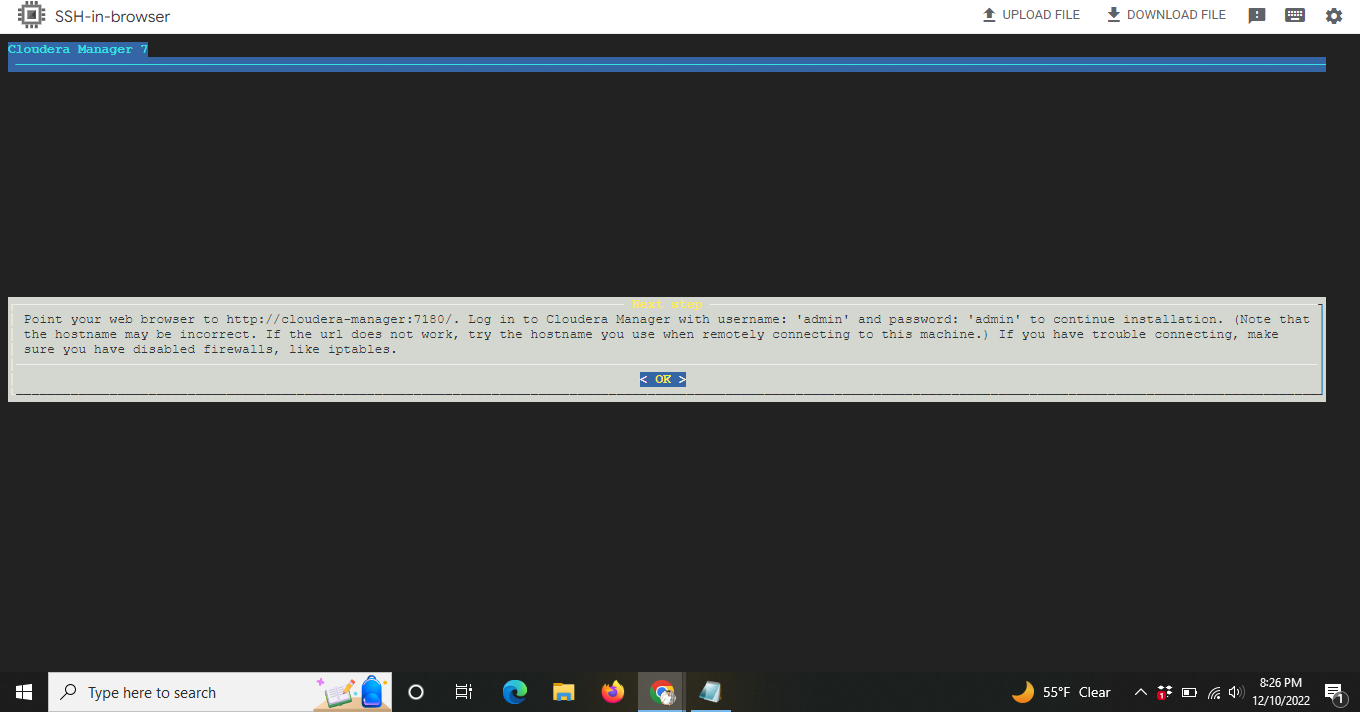 SSH-in-browser
UPLOAD FILE
DOWNLOAD FILE
Cloudera Manager 7
Next step
Point your web browser to http://cloudera-manager:7180/. Log in to Cloudera Manager with username: 'admin' and password: 'admin' to continue installation. (Note that
the hostname may be incorrect. If the url does not work, try the hostname you use when remotely connecting to this machine.) If you have trouble connecting, make
sure you have disabled firewalls, like iptables.
< OK >
Type here to search
55°F Clear
1
8:26 PM
12/10/2022
1